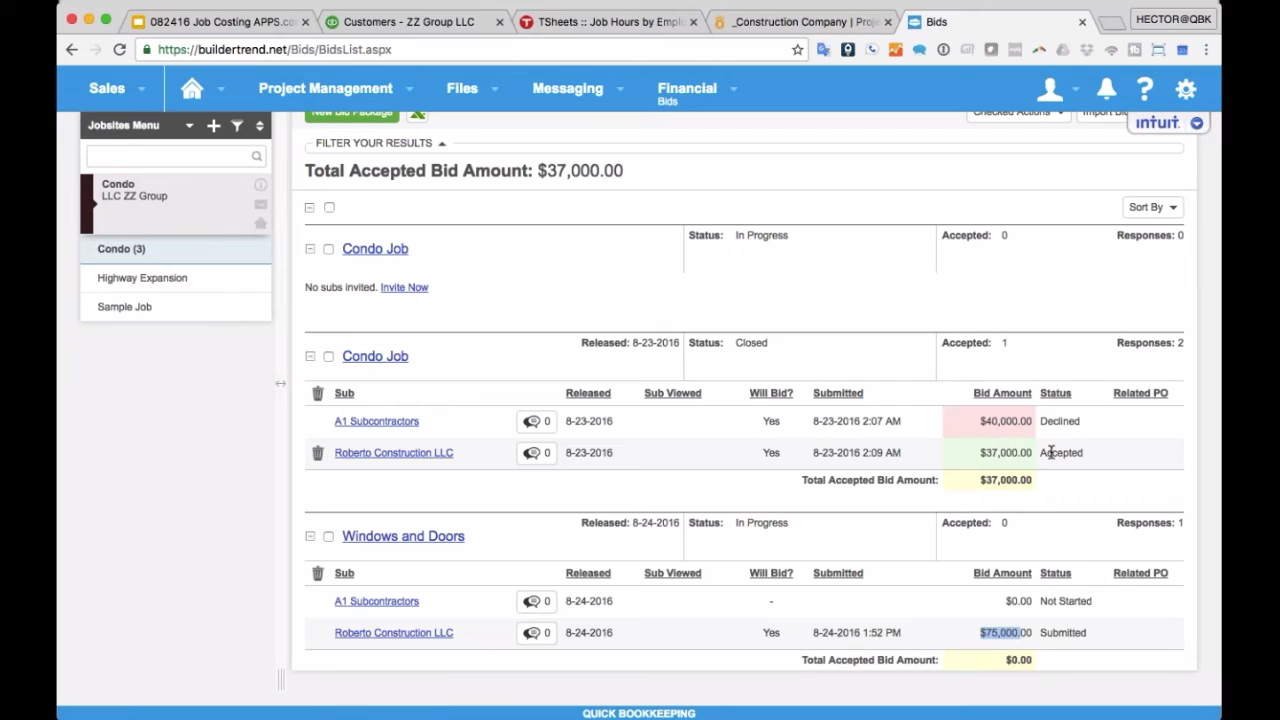 082416 Job Costing APPS.co
Customers - ZZ Group LLC
TSheets :: Job Hours by Emplo
_Construction Company | Proje
Bids
HECTOR@QBK
https://buildertrend.net/Bids/BidsList.aspx
Sales
Project Management
Files
Messaging
Financial
Bids
Jobsites Menu
New Bid Package
Checked Actions
intuit
FILTER YOUR RESULTS
Total Accepted Bid Amount: $37,000.00
Condo
LLC ZZ Group
Condo (3)
Highway Expansion
Sample Job
Sort By
Condo Job
Status: In Progress
Accepted: 0
Responses: 0
No subs invited. Invite Now
Condo Job
Released: 8-23-2016
Status: Closed
Accepted: 1
Responses: 2
Sub Released Sub Viewed Will Bid? Submitted Bid Amount Status Related PO
A1 Subcontractors 0 8-23-2016 Yes 8-23-2016 2:07 AM $40,000.00 Declined
Roberto Construction LLC 0 8-23-2016 Yes 8-23-2016 2:09 AM $37,000.00 Accepted
Total Accepted Bid Amount: $37,000.00
Windows and Doors
Released: 8-24-2016
Status: In Progress
Accepted: 0
Responses: 1
Sub Released Sub Viewed Will Bid? Submitted Bid Amount Status Related PO
A1 Subcontractors 0 8-24-2016 - $0.00 Not Started
Roberto Construction LLC 0 8-24-2016 Yes 8-24-2016 1:52 PM $75,000.00 Submitted
Total Accepted Bid Amount: $0.00
QUICK BOOKKEEPING